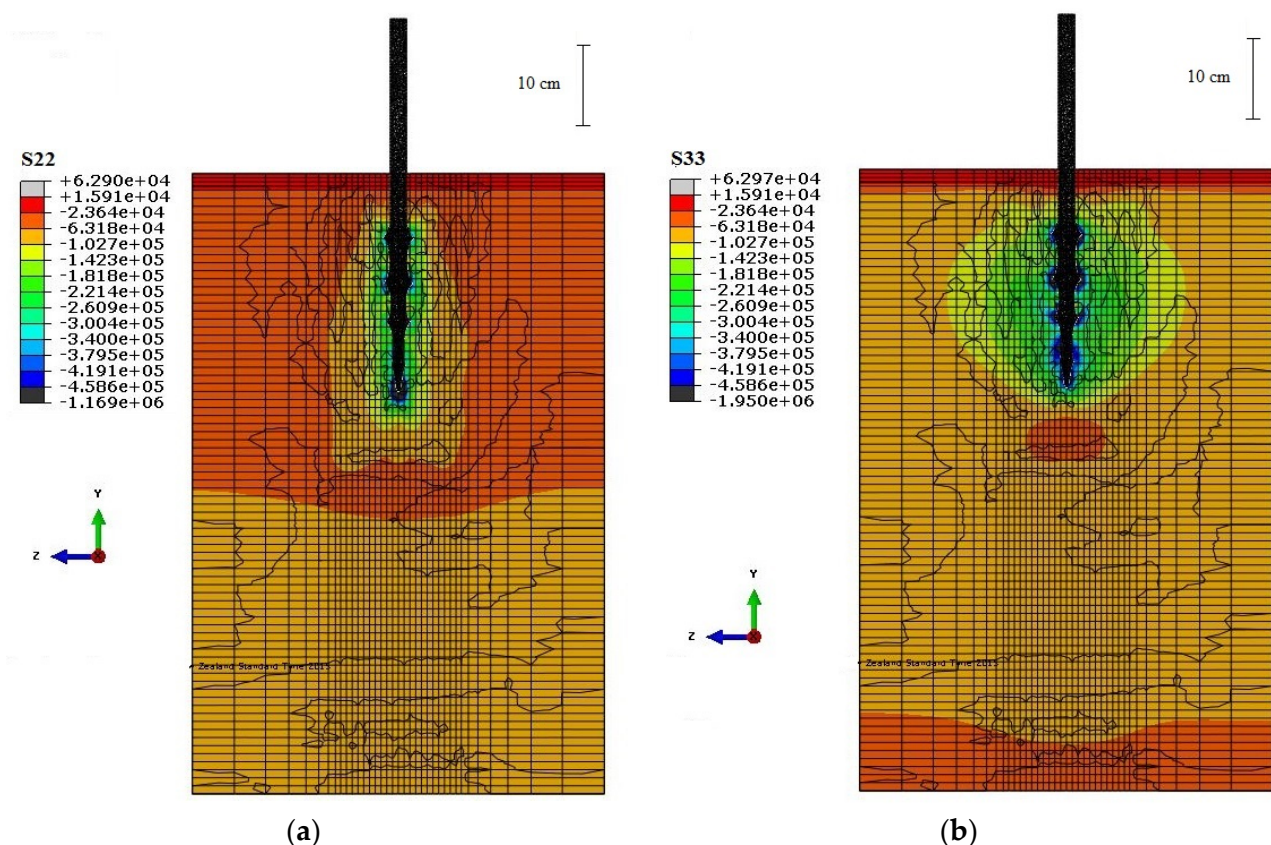 10 cm
S22
+6.290e+04
+1.591e+04
-2.364e+04
-6.318e+04
-1.027e+05
-1.423e+05
-1.818e+05
-2.214e+05
-2.609e+05
-3.004e+05
-3.400e+05
-3.795e+05
-4.191e+05
-4.586e+05
-1.169e+06
Y
Z
X
Zealand Standard Time 2015
(a)
10 cm
S33
+6.297e+04
+1.591e+04
-2.364e+04
-6.318e+04
-1.027e+05
-1.423e+05
-1.818e+05
-2.214e+05
-2.609e+05
-3.004e+05
-3.400e+05
-3.795e+05
-4.191e+05
-4.586e+05
-1.950e+06
Y
Z
X
Zealand Standard Time 2015
(b)